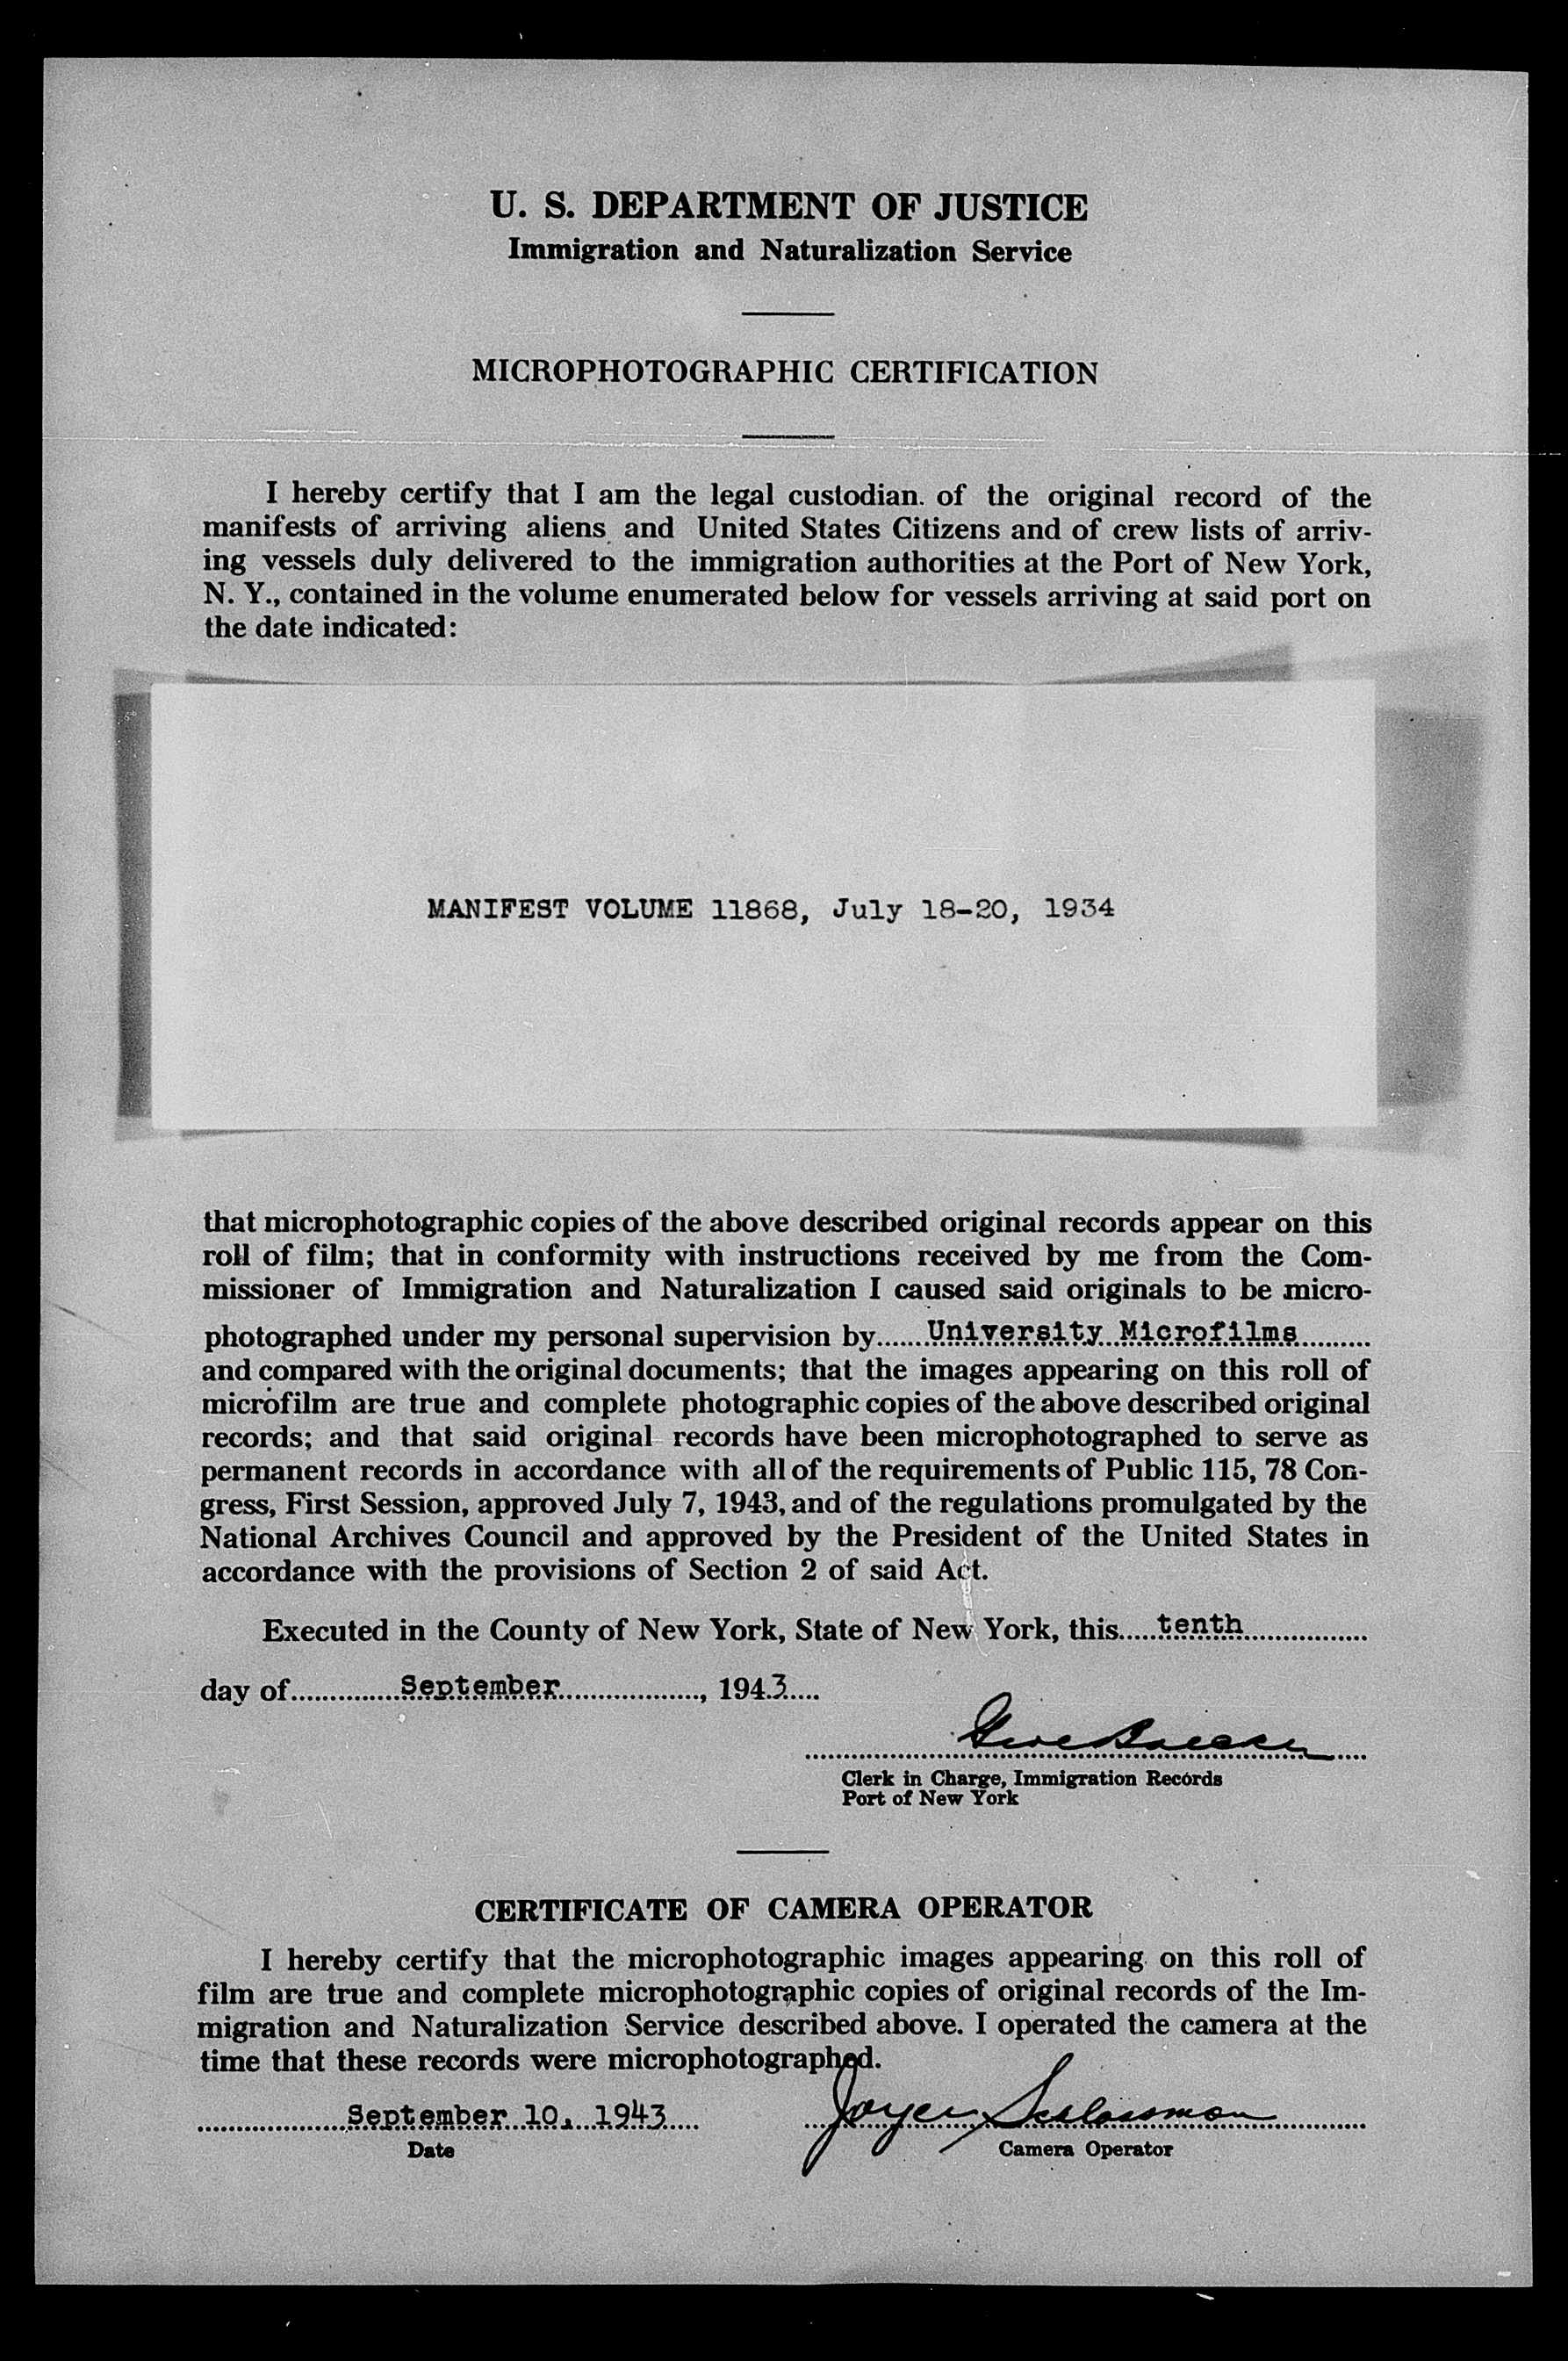 U. S. DEPARTMENT OF JUSTICE
Immigration and Naturalization Service
MICROPHOTOGRAPHIC CERTIFICATION
I hereby certify that I am the legal custodian. of the original record of the
manifests of arriving aliens and United States Citizens and of crew lists of arriv-
ing vessels duly delivered to the immigration authorities at the Port of New York,
N. Y., contained in the volume enumerated below for vessels arriving at said port on
the date indicated:
MANIFEST VOLUME 11868, July 18-20, 1934
that microphotographic copies of the above described original records appear on this
roll of film; that in conformity with instructions received by me from the Com-
missioner of Immigration and Naturalization I caused said originals to be micro-
photographed under my personal supervision by......University Microfilms.........
and compared with the original documents; that the images appearing on this roll of
microfilm are true and complete photographic copies of the above described original
records; and that said original records have been microphotographed to serve as
permanent records in accordance with all of the requirements of Public 115, 78 Con-
gress, First Session, approved July 7, 1943, and of the regulations promulgated by the
National Archives Council and approved by the President of the United States in
accordance with the provisions of Section 2 of said Act.
Executed in the County of New York, State of New York, this.....tenth................
day of..............September.................., 1943.....
Clerk in Charge, Immigration Records
Port of New York
CERTIFICATE OF CAMERA OPERATOR
I hereby certify that the microphotographic images appearing on this roll of
film are true and complete microphotographic copies of original records of the Im-
migration and Naturalization Service described above. I operated the camera at the
time that these records were microphotographed.
September 10, 1943 Schlossman
Date Camera Operator